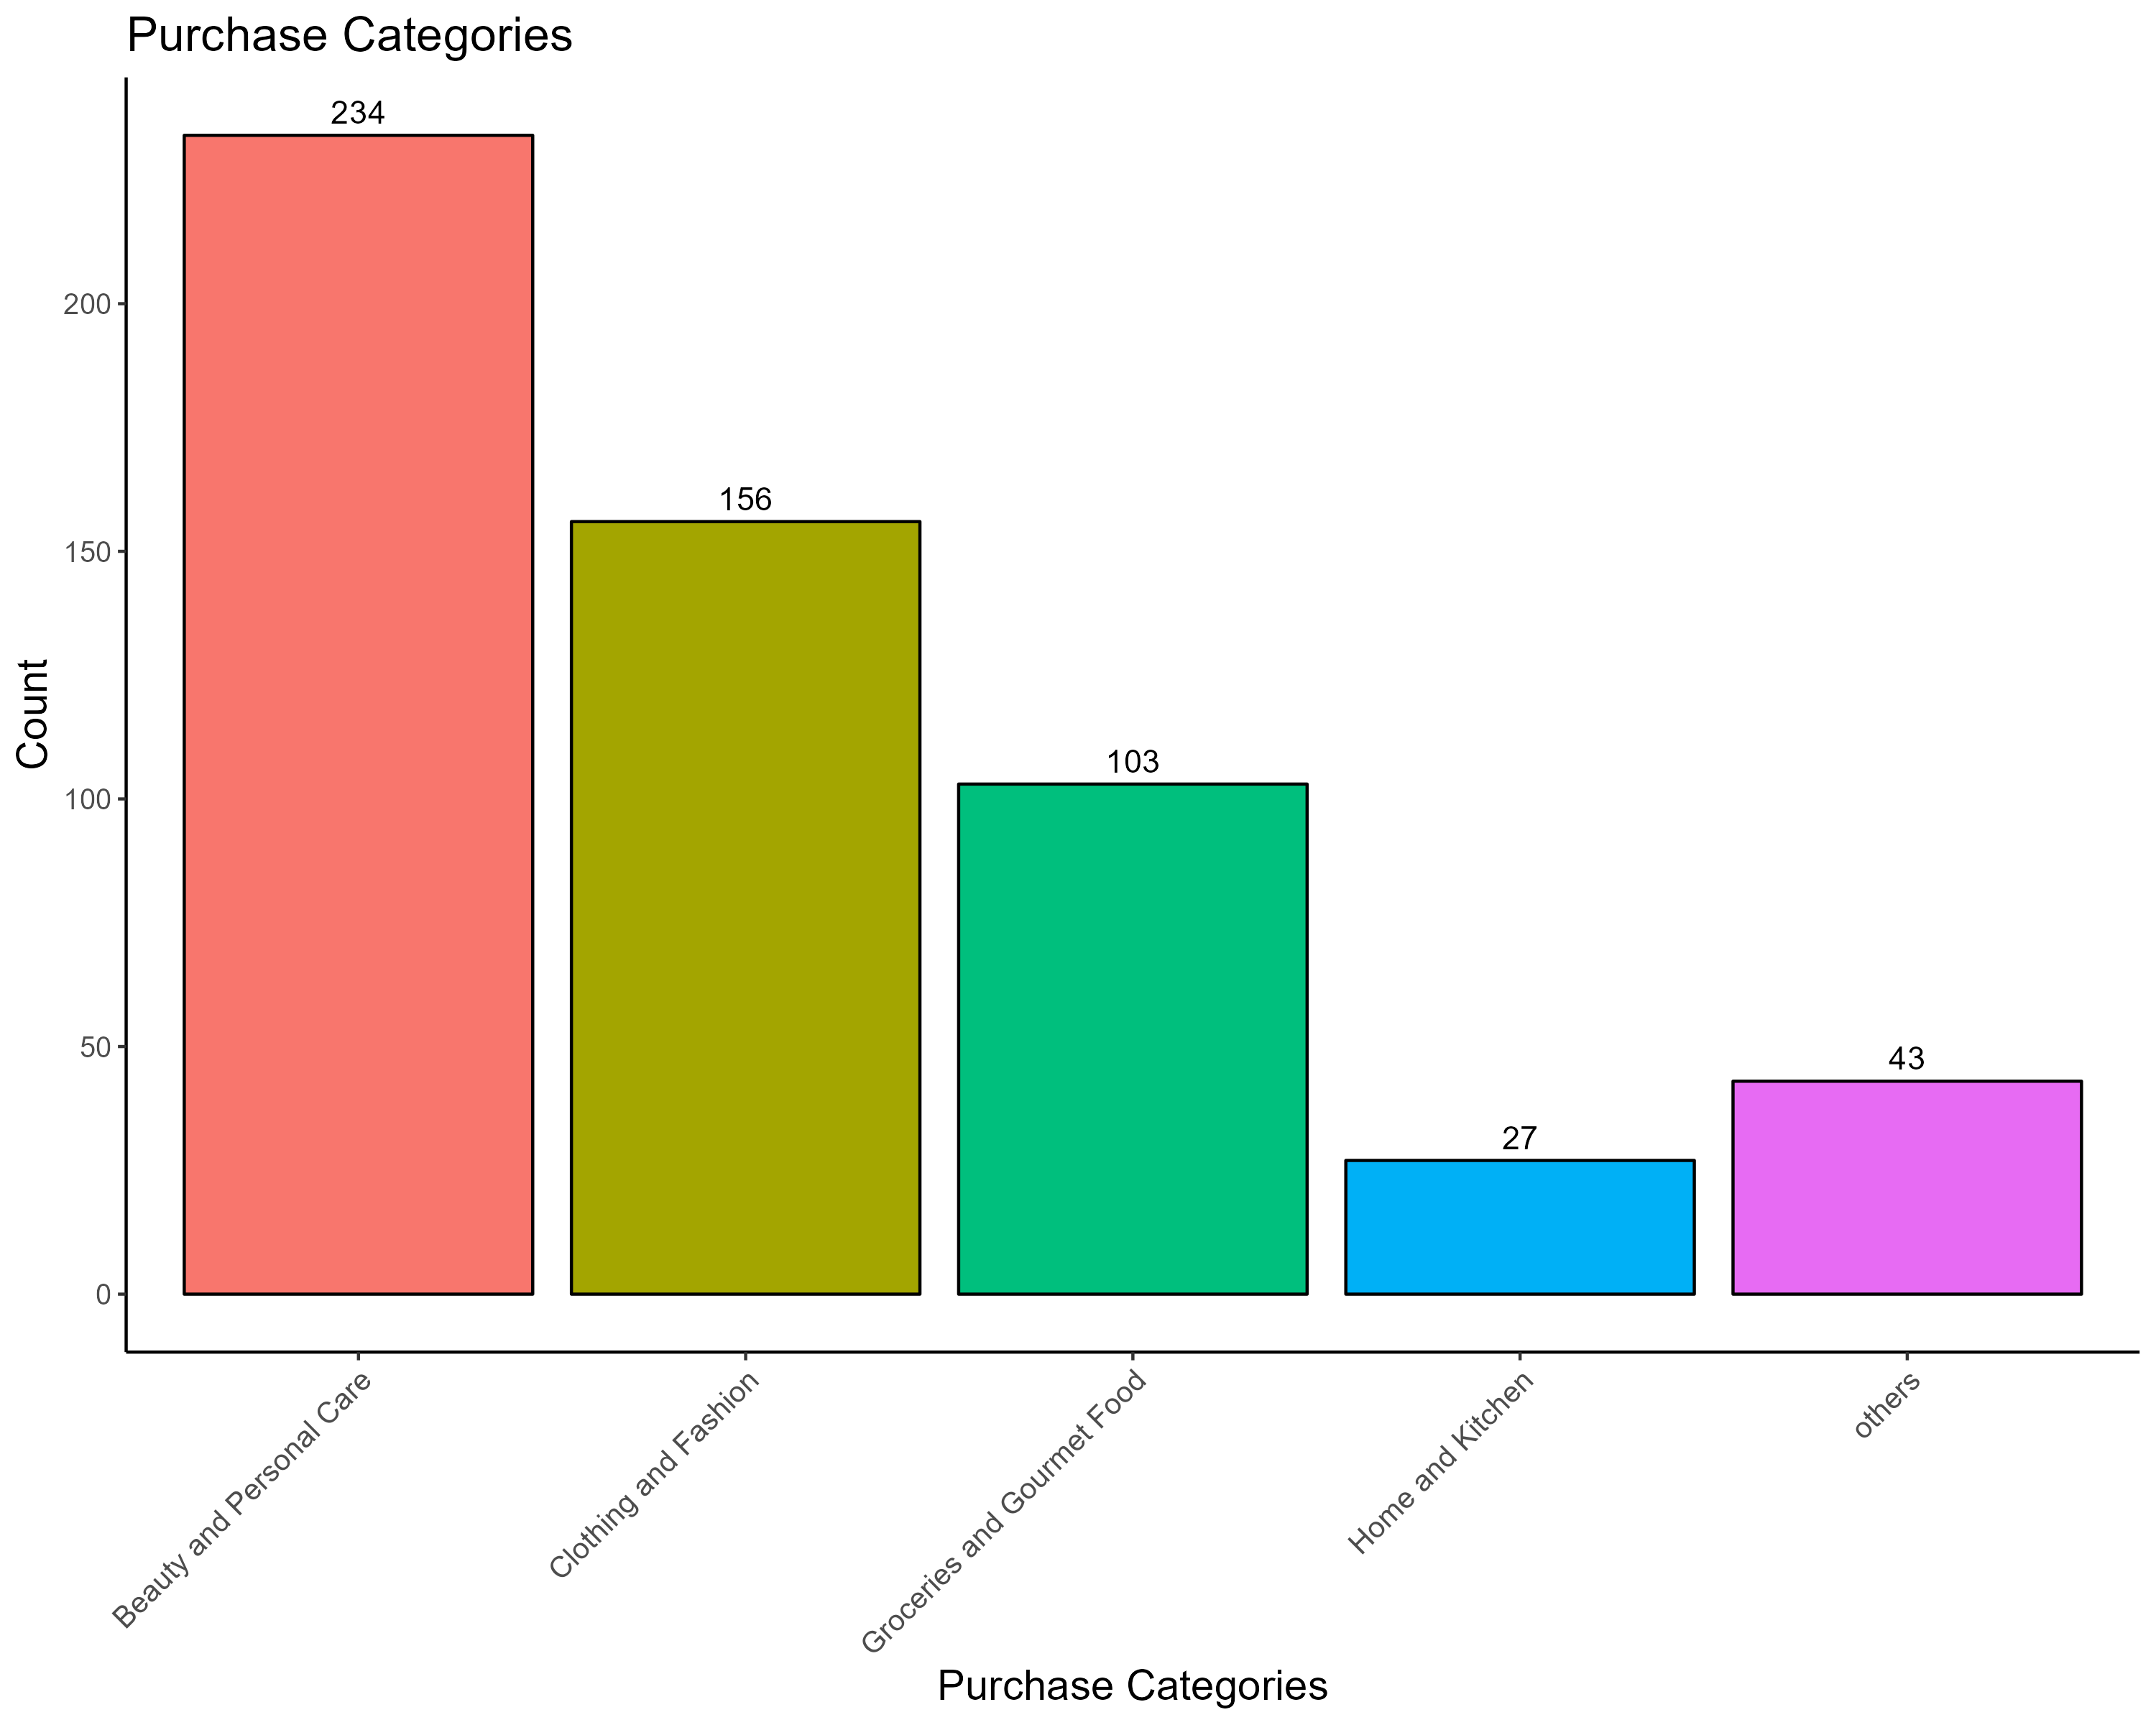 Purchase Categories
234
156
103
27
43
200
150
100
50
0
Count
Beauty and Personal Care
Clothing and Fashion
Groceries and Gourmet Food
Home and Kitchen
others
Purchase Categories